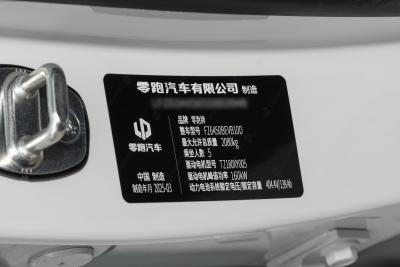 零跑汽车有限公司 制造
品牌 零跑牌
整车型号 FZ6450BEVB100
最大允许总质量 2080kg
乘坐人数 5
驱动电机型号 TZ180XY005
驱动电机峰值功率 160kW
动力电池系统额定电压/额定容量 404.4V/139Ah
零跑汽车
中国 制造
制造年月 2025-03